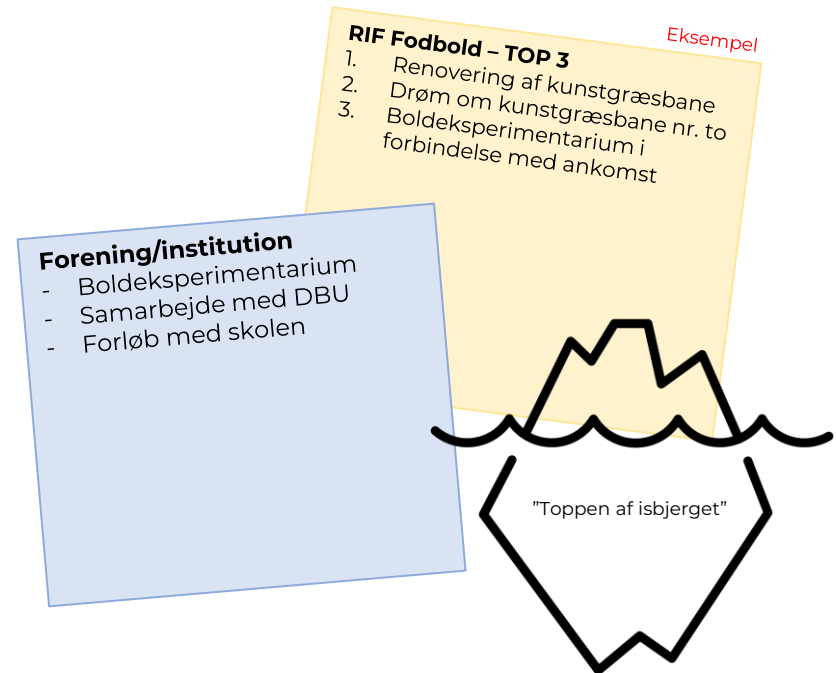 Eksempel
RIF Fodbold – TOP 3
1. Renovering af kunstgræsbane
2. Drøm om kunstgræsbane nr. to
3. Boldeksperimentarium i
forbindelse med ankomst
Forening/institution
- Boldeksperimentarium
- Samarbejde med DBU
- Forløb med skolen
”Toppen af isbjerget”